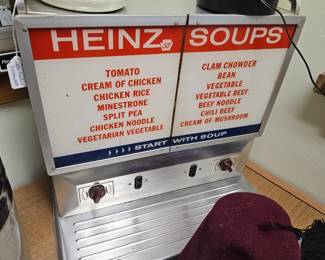 HEINZ SOUPS
TOMATO
CREAM OF CHICKEN
CHICKEN RICE
MINESTRONE
SPLIT PEA
CHICKEN NOODLE
VEGETARIAN VEGETABLE
CLAM CHOWDER
BEAN
VEGETABLE
VEGETABLE BEEF
BEEF NOODLE
CHILI BEEF
CREAM OF MUSHROOM
START WITH SOUP